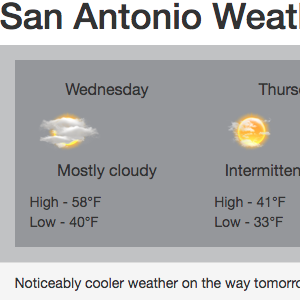 San Antonio Weat
Wednesday
Mostly cloudy
High - 58°F
Low - 40°F
Thurs
Intermitten
High - 41°F
Low - 33°F
Noticeably cooler weather on the way tomorro